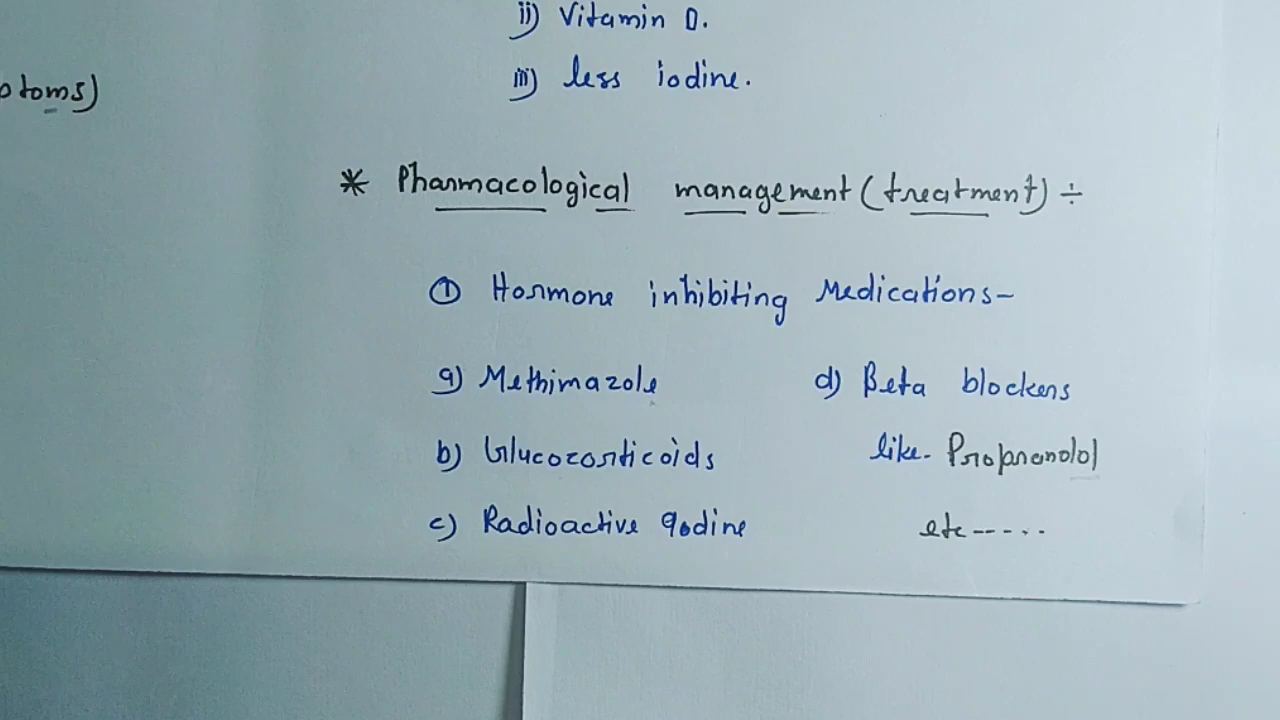 ii) Vitamin D.
iii) less iodine.
otoms)
* Pharmacological management (treatment) ÷
① Hormone inhibiting Medications-
a) Methimazole
b) Glucocorticoids
c) Radioactive iodine
d) Beta blockers
like- Propranolol
etc-----